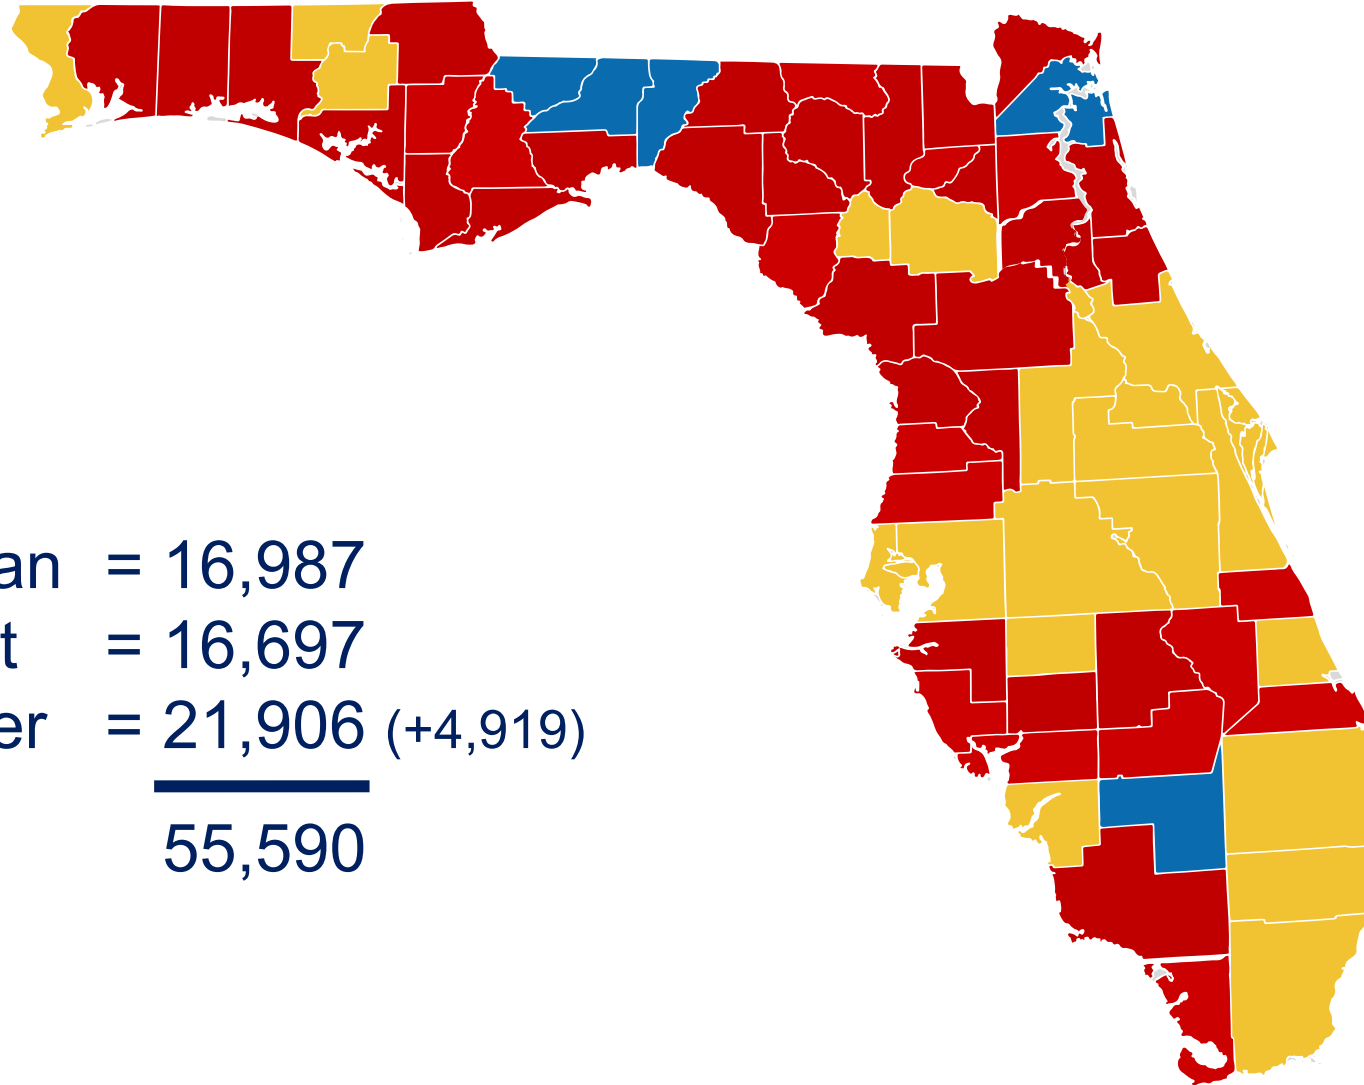 an = 16,987
t = 16,697
er = 21,906 (+4,919)
55,590